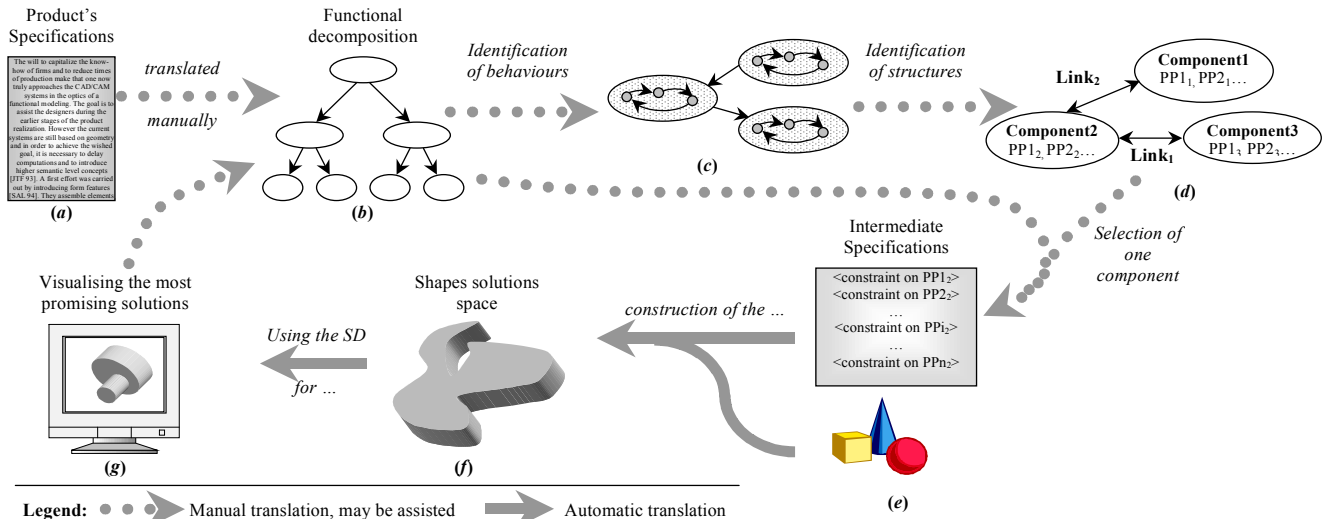 Product's
Specifications
The will to capitalize the know-
how of firms and to reduce times
of production make that one now
truly approaches the CAD/CAM
systems in the optics of a
functional modeling. The goal is to
assist the designers during the
earlier stages of the product
realization. However the current
systems are still based on geometry
and in order to achieve the wished
goal, it is necessary to delay
computations and to introduce
higher semantic level concepts
[JTF 93]. A first effort was carried
out by introducing form features
[SAL 94]. They assemble elements
(a)
translated
manually
Functional
decomposition
(b)
Identification
of behaviours
(c)
Identification
of structures
Component1
PP1₁, PP2₁...
Link₂
Component2
PP1₂, PP2₂...
Link₁
Component3
PP1₃, PP2₃...
(d)
Selection of
one
component
Intermediate
Specifications
<constraint on PP1₂>
<constraint on PP2₂>
...
<constraint on PPi₂>
...
<constraint on PPn₂>
(e)
construction of the ...
Shapes solutions
space
(f)
Using the SD
for ...
Visualising the most
promising solutions
(g)
Legend: Manual translation, may be assisted Automatic translation